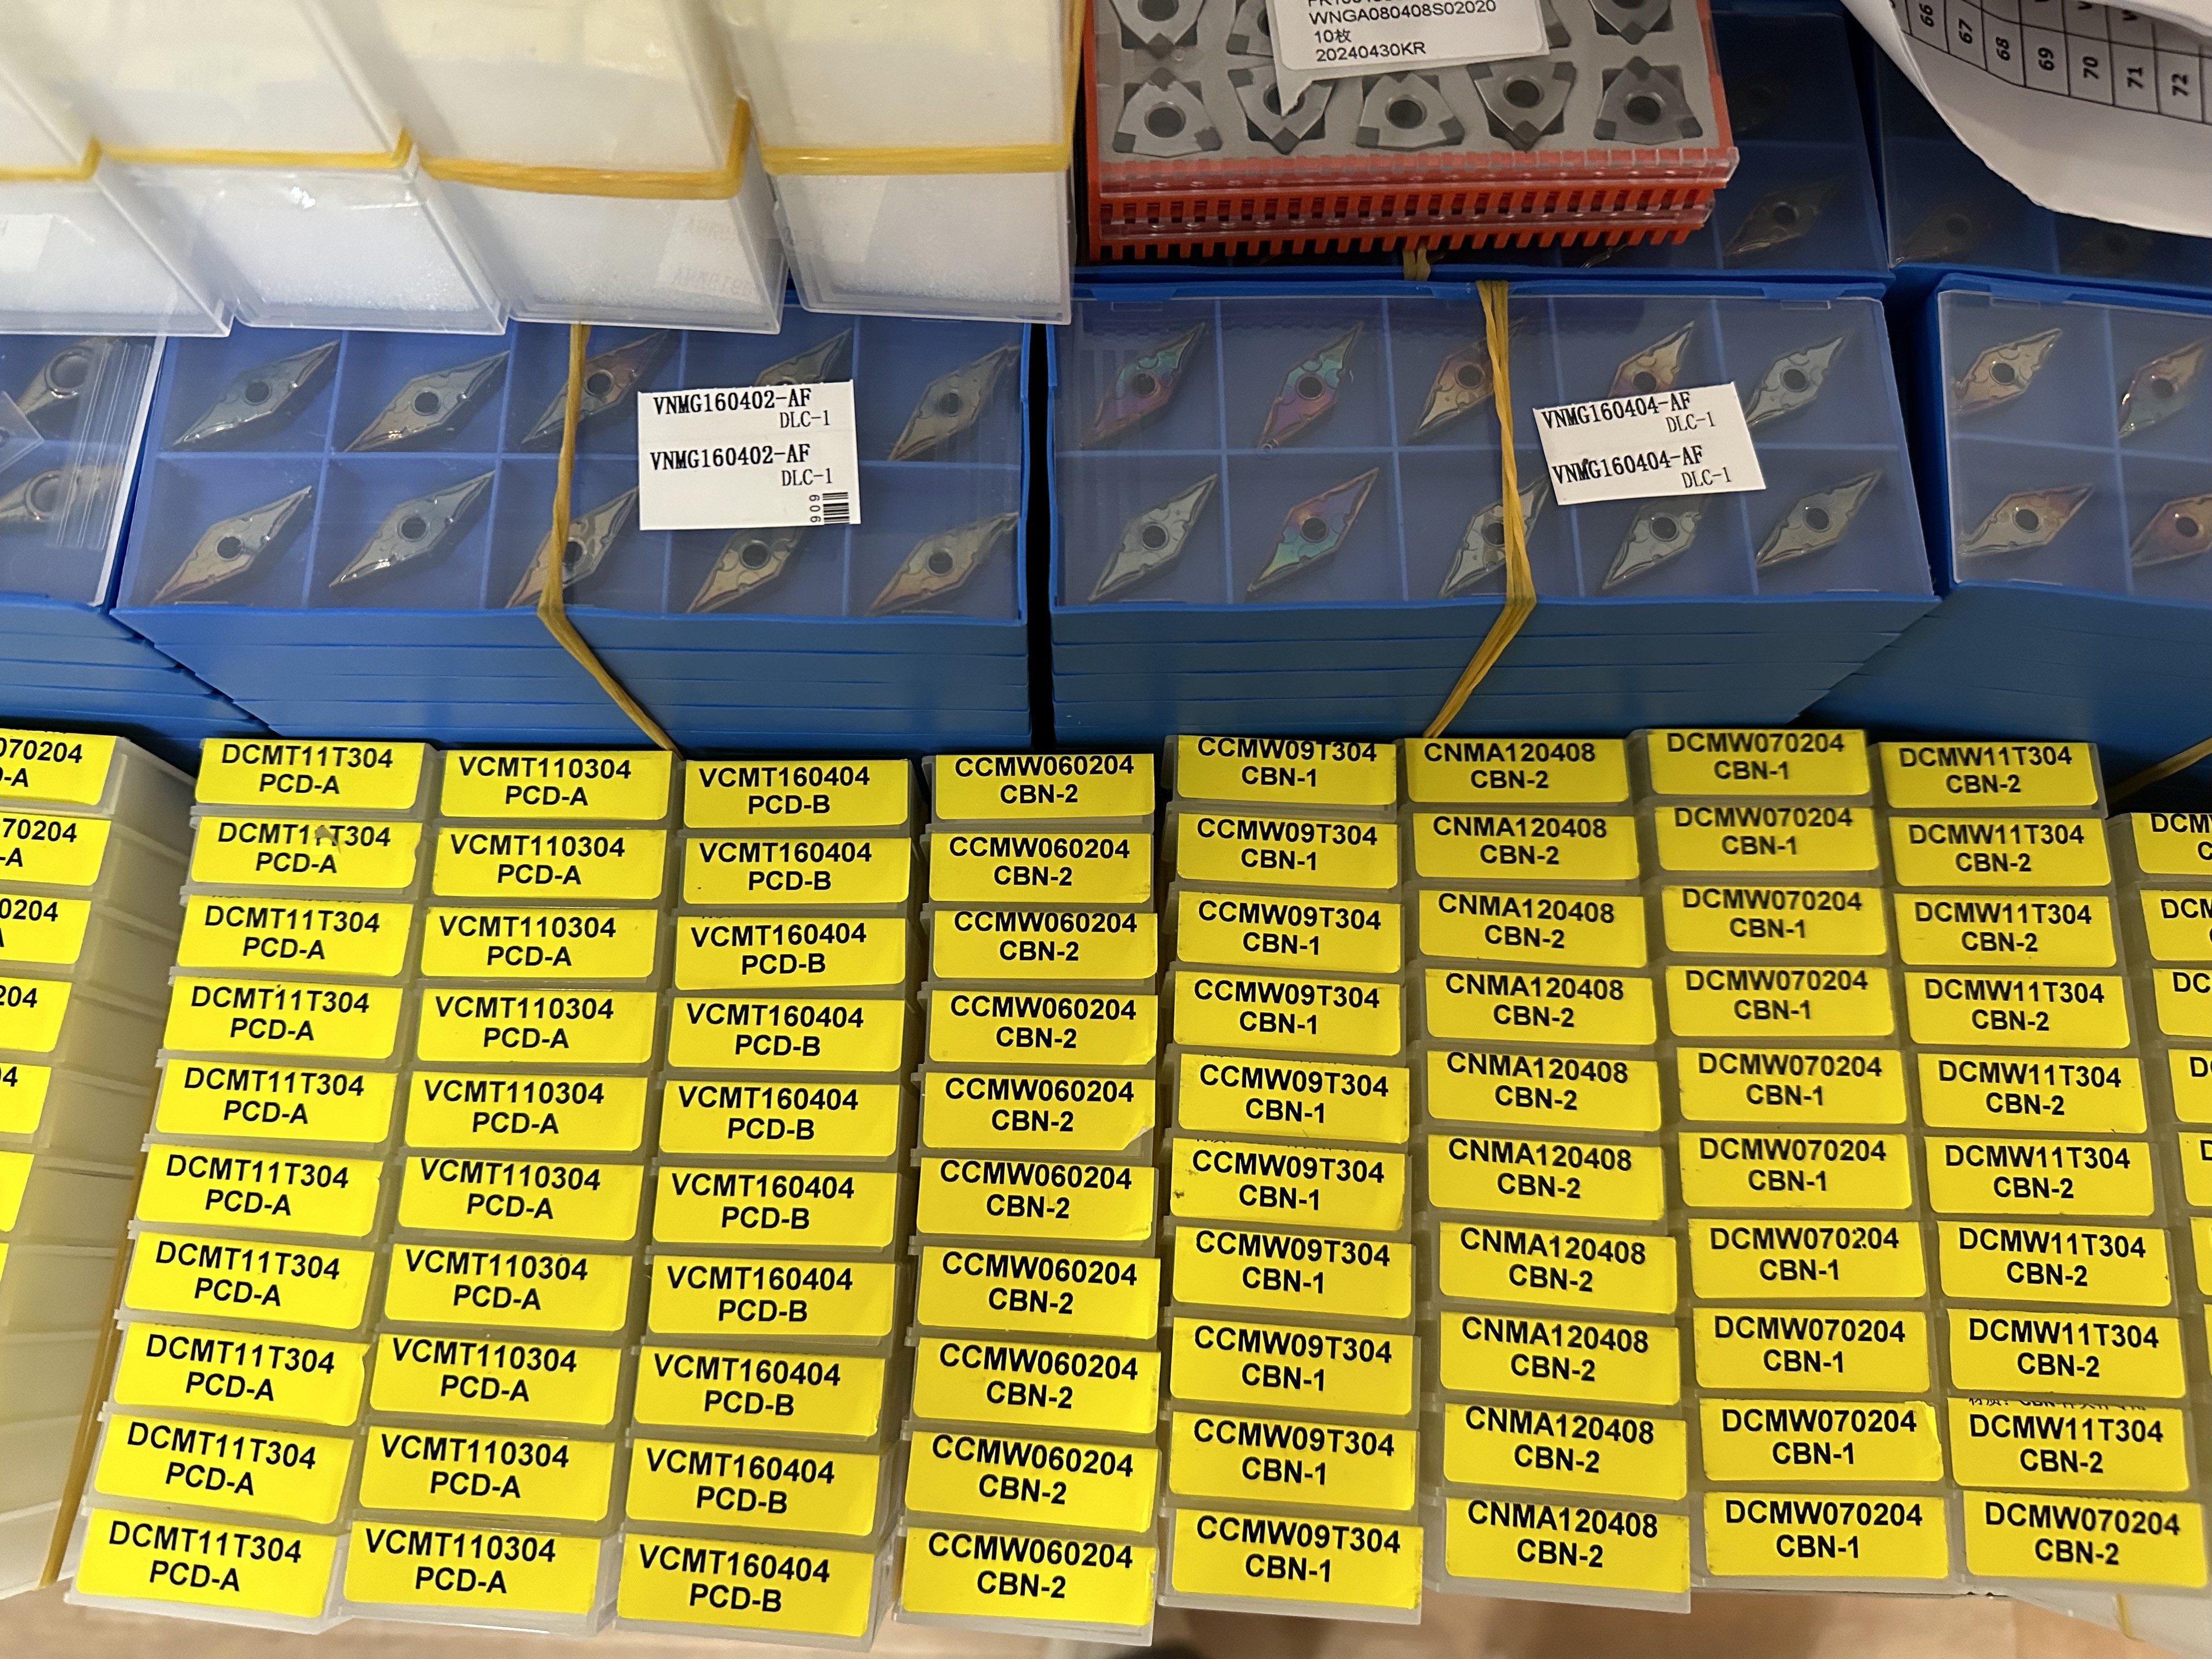 WNGA080408S02020
10枚
20240430KR
66
67
68
69
70
71
72
VNMG160402-AF
DLC-1
VNMG160402-AF
DLC-1
909
VNMG160404-AF
DLC-1
VNMG160404-AF
DLC-1
070204
-A
DCMT11T304
PCD-A
VCMT110304
PCD-A
VCMT160404
PCD-B
CCMW060204
CBN-2
CCMW09T304
CBN-1
CNMA120408
CBN-2
DCMW070204
CBN-1
DCMW11T304
CBN-2
DCM
70204
-A
DCMT11T304
PCD-A
VCMT110304
PCD-A
VCMT160404
PCD-B
CCMW060204
CBN-2
CCMW09T304
CBN-1
CNMA120408
CBN-2
DCMW070204
CBN-1
DCMW11T304
CBN-2
DCM
0204
DCMT11T304
PCD-A
VCMT110304
PCD-A
VCMT160404
PCD-B
CCMW060204
CBN-2
CCMW09T304
CBN-1
CNMA120408
CBN-2
DCMW070204
CBN-1
DCMW11T304
CBN-2
DC
204
DCMT11T304
PCD-A
VCMT110304
PCD-A
VCMT160404
PCD-B
CCMW060204
CBN-2
CCMW09T304
CBN-1
CNMA120408
CBN-2
DCMW070204
CBN-1
DCMW11T304
CBN-2
04
DCMT11T304
PCD-A
VCMT110304
PCD-A
VCMT160404
PCD-B
CCMW060204
CBN-2
CCMW09T304
CBN-1
CNMA120408
CBN-2
DCMW070204
CBN-1
DCMW11T304
CBN-2
DCMT11T304
PCD-A
VCMT110304
PCD-A
VCMT160404
PCD-B
CCMW060204
CBN-2
CCMW09T304
CBN-1
CNMA120408
CBN-2
DCMW070204
CBN-1
DCMW11T304
CBN-2
DCMT11T304
PCD-A
VCMT110304
PCD-A
VCMT160404
PCD-B
CCMW060204
CBN-2
CCMW09T304
CBN-1
CNMA120408
CBN-2
DCMW070204
CBN-1
DCMW11T304
CBN-2
DCMT11T304
PCD-A
VCMT110304
PCD-A
VCMT160404
PCD-B
CCMW060204
CBN-2
CCMW09T304
CBN-1
CNMA120408
CBN-2
DCMW070204
CBN-1
DCMW11T304
CBN-2
DCMT11T304
PCD-A
VCMT110304
PCD-A
VCMT160404
PCD-B
CCMW060204
CBN-2
CCMW09T304
CBN-1
CNMA120408
CBN-2
DCMW070204
CBN-1
DCMW11T304
CBN-2
DCMT11T304
PCD-A
VCMT110304
PCD-A
VCMT160404
PCD-B
CCMW060204
CBN-2
CCMW09T304
CBN-1
CNMA120408
CBN-2
DCMW070204
CBN-1
DCMW070204
CBN-2